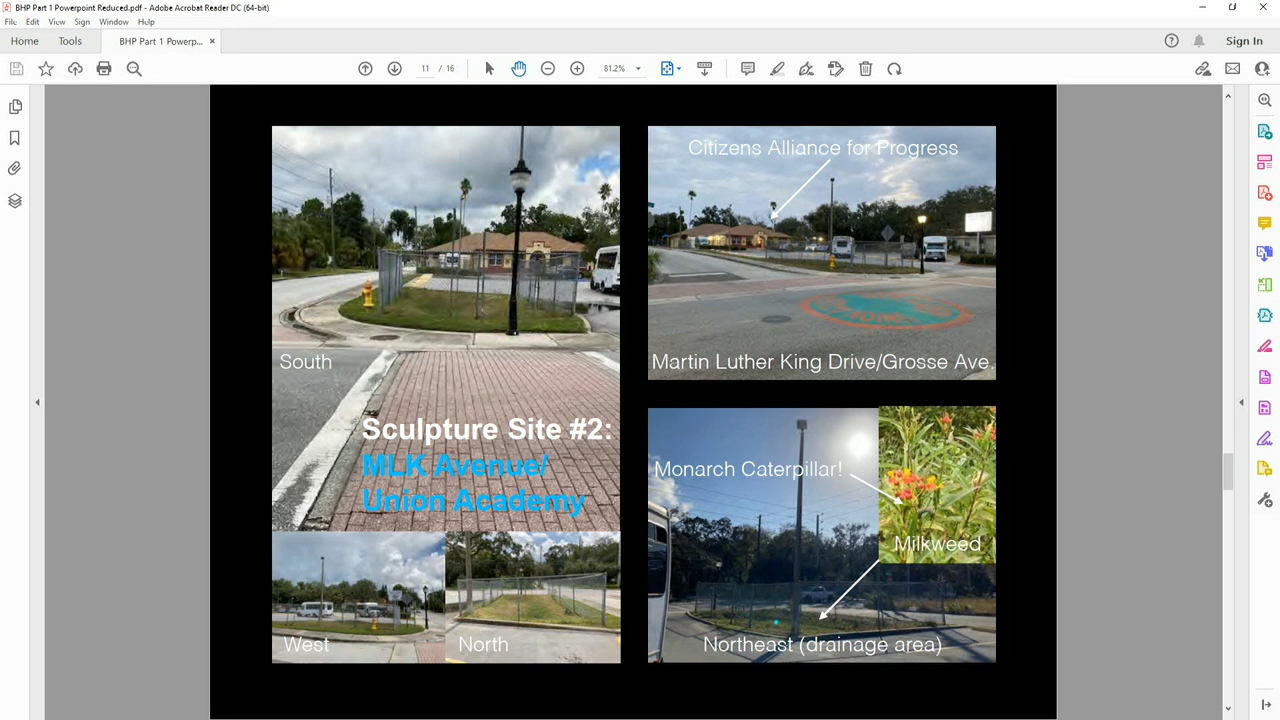 BHP Part 1 Powerpoint Reduced.pdf - Adobe Acrobat Reader DC (64-bit)
File Edit View Sign Window Help
Home Tools BHP Part 1 Powerp... × Sign In
11 / 16 81.2%
Citizens Alliance for Progress
South
Martin Luther King Drive/Grosse Ave.
Sculpture Site #2:
MLK Avenue/
Union Academy
Monarch Caterpillar!
Milkweed
West
North
Northeast (drainage area)